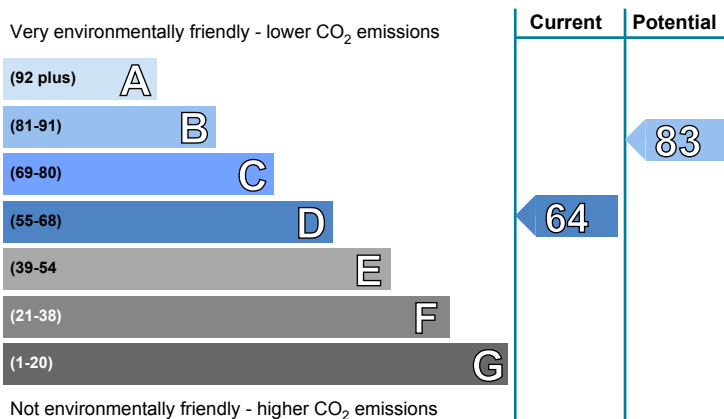 Current Potential
Very environmentally friendly - lower CO2 emissions
(92 plus) A
(81-91) B
83
(69-80) C
(55-68) D
64
(39-54 E
(21-38) F
(1-20) G
Not environmentally friendly - higher CO2 emissions